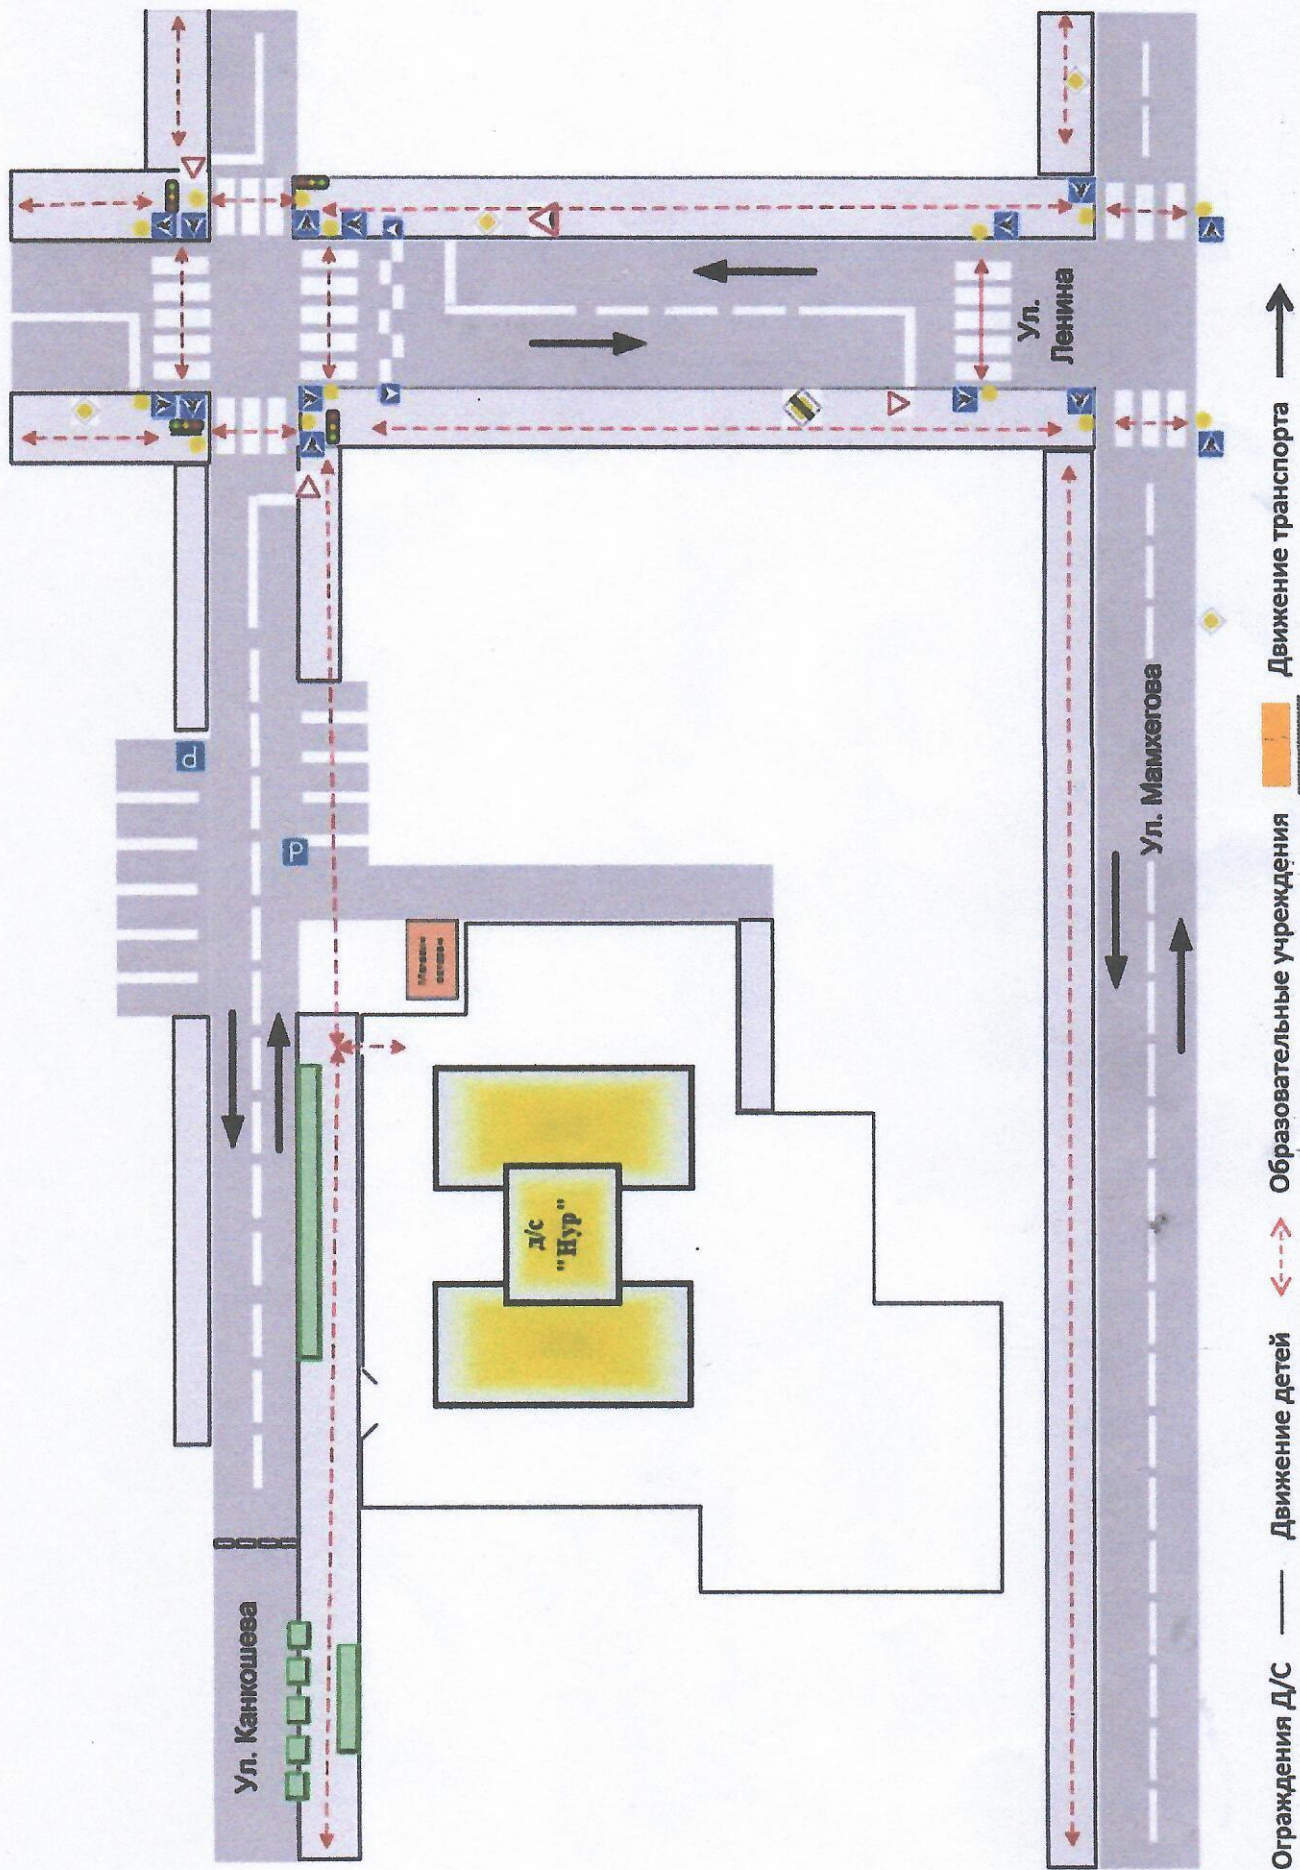 Ул. Канкошева
P
P
д/с
"Нур"
Ул.
Ленина
Ул. Мамхегова
Ограждения Д/С
Движение детей
Образовательные учреждения
Движение транспорта